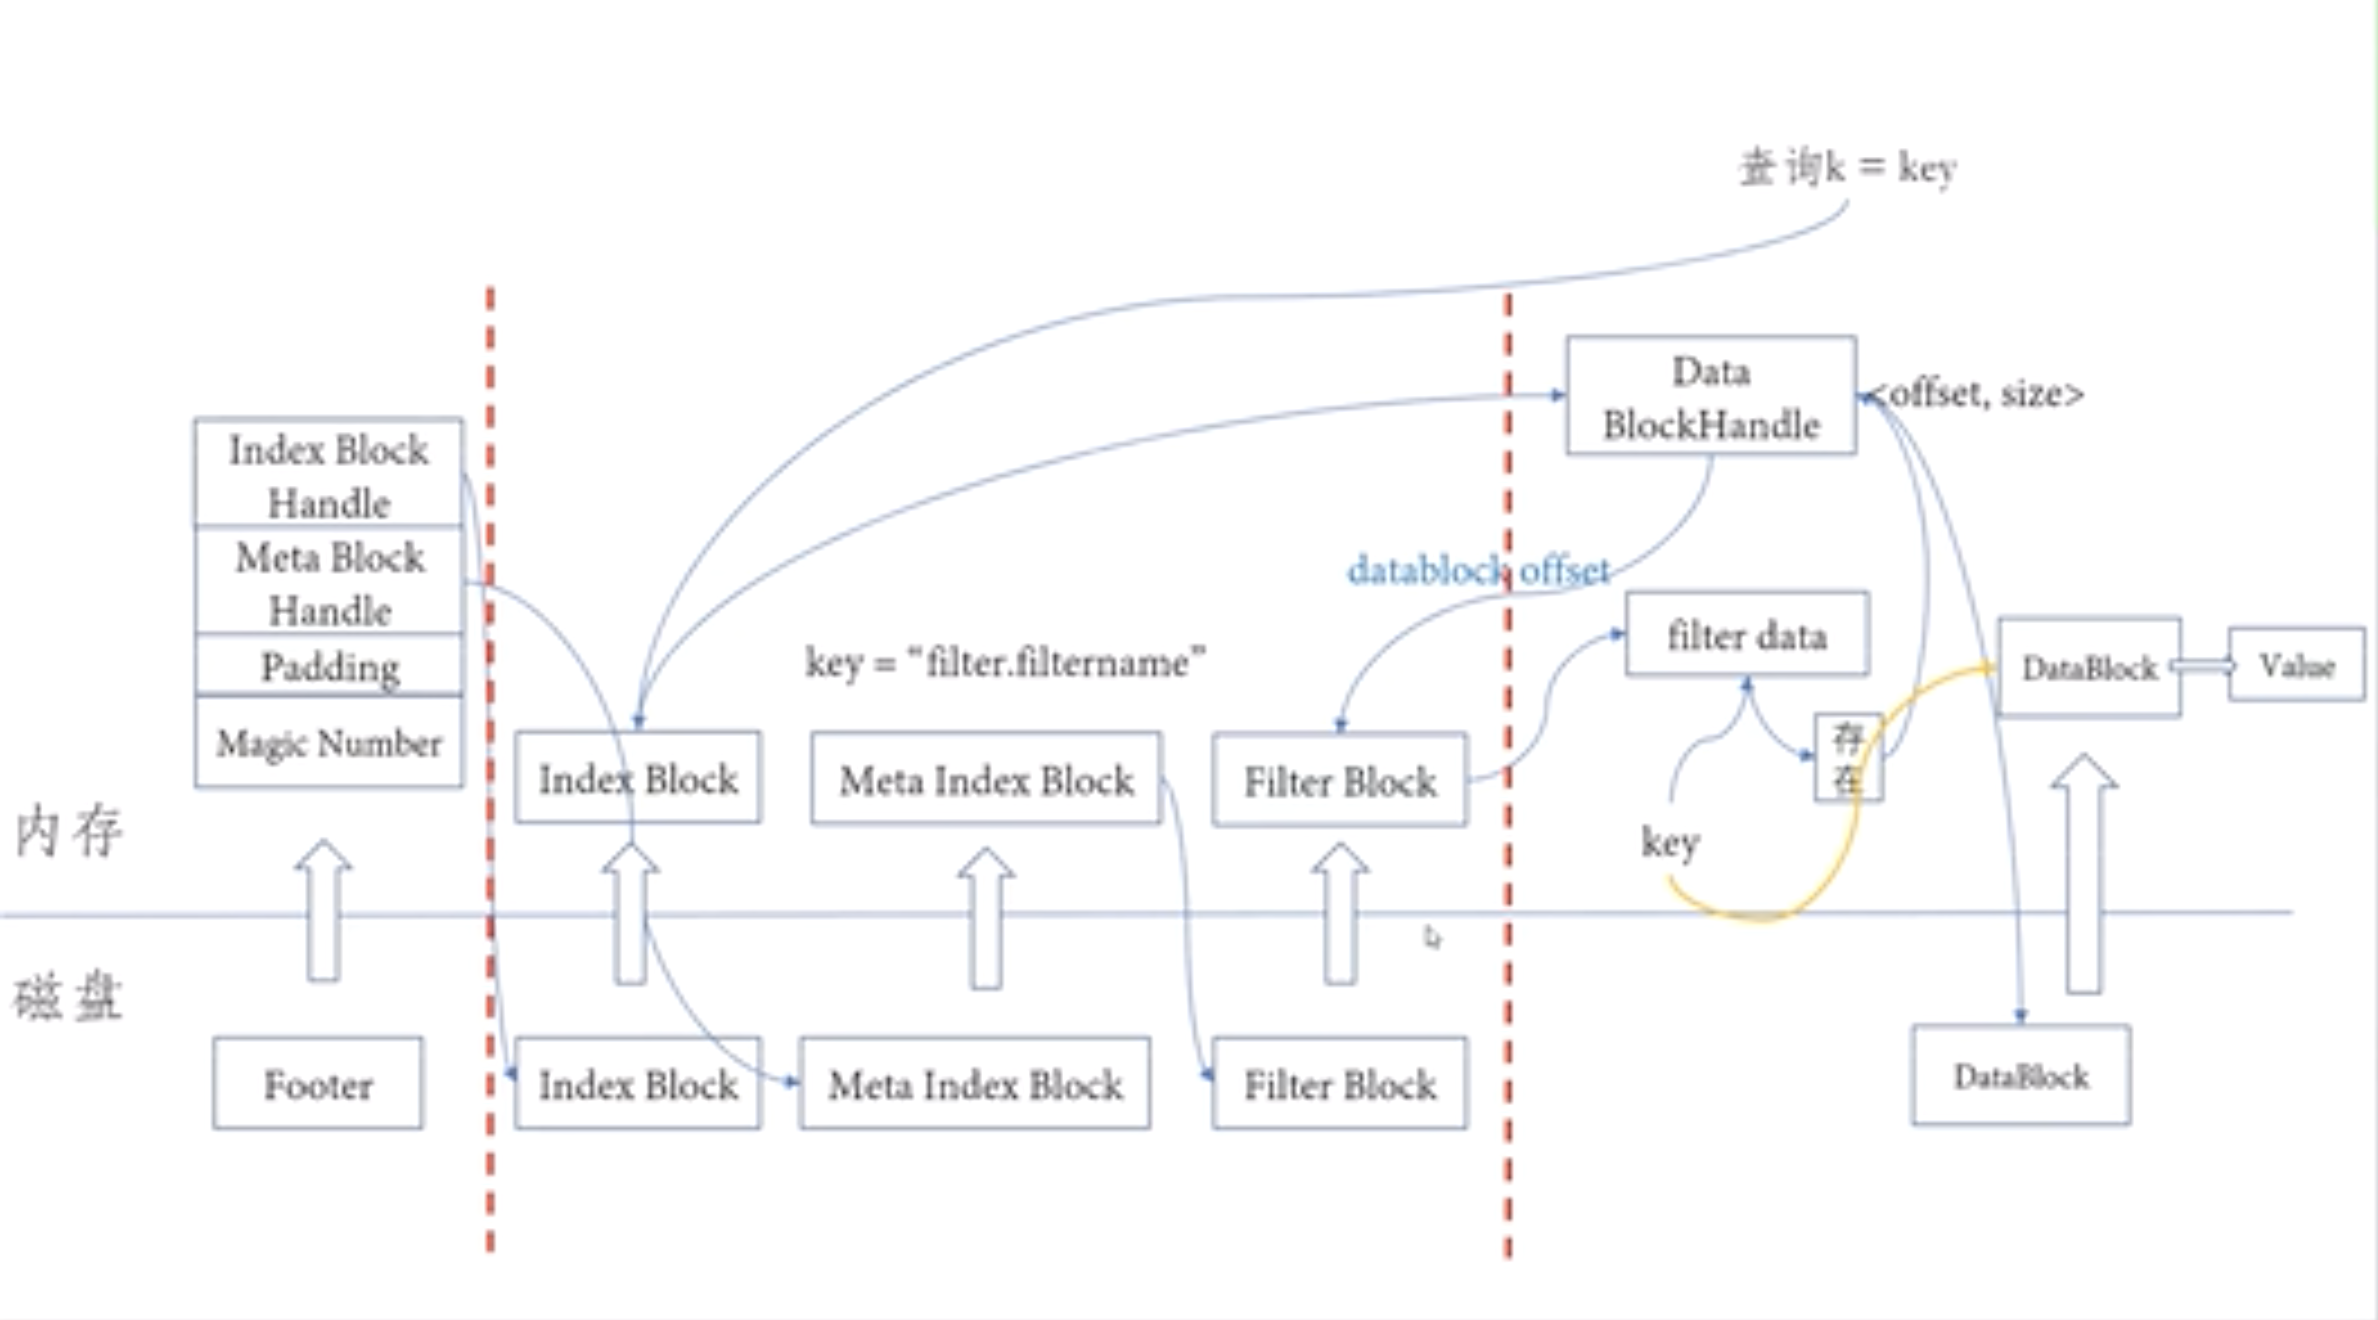 查询k = key
Data
BlockHandle
<offset, size>
Index Block
Handle
Meta Block
Handle
Padding
Magic Number
datablock offset
key = “filter.filtername”
filter data
DataBlock
Value
Index Block
Meta Index Block
Filter Block
存
在
key
内存
磁盘
Footer
Index Block
Meta Index Block
Filter Block
DataBlock